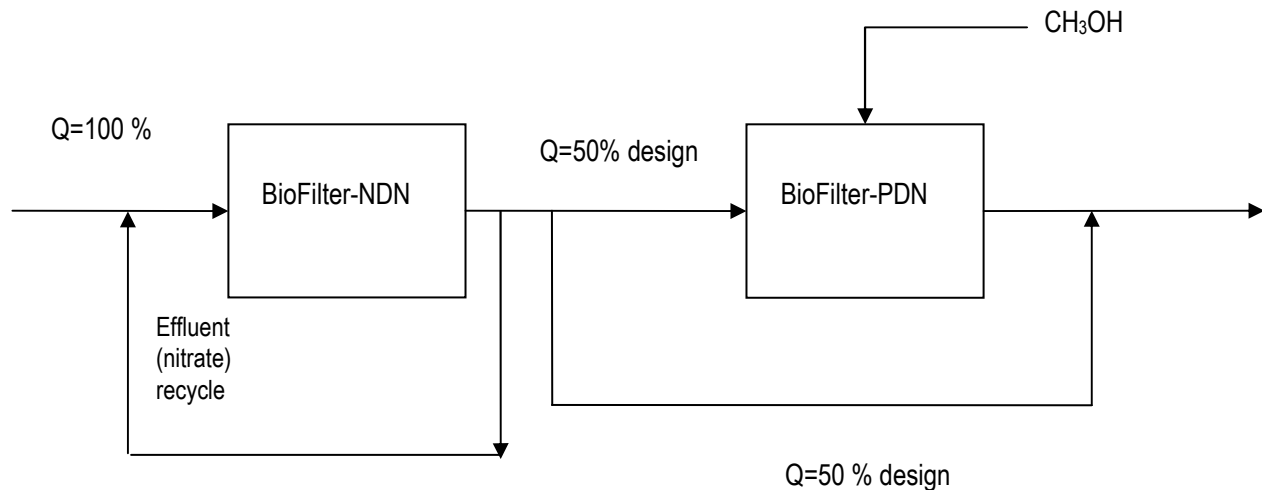 CH₃OH
Q=100 %
Q=50% design
BioFilter-NDN
BioFilter-PDN
Effluent
(nitrate)
recycle
Q=50 % design